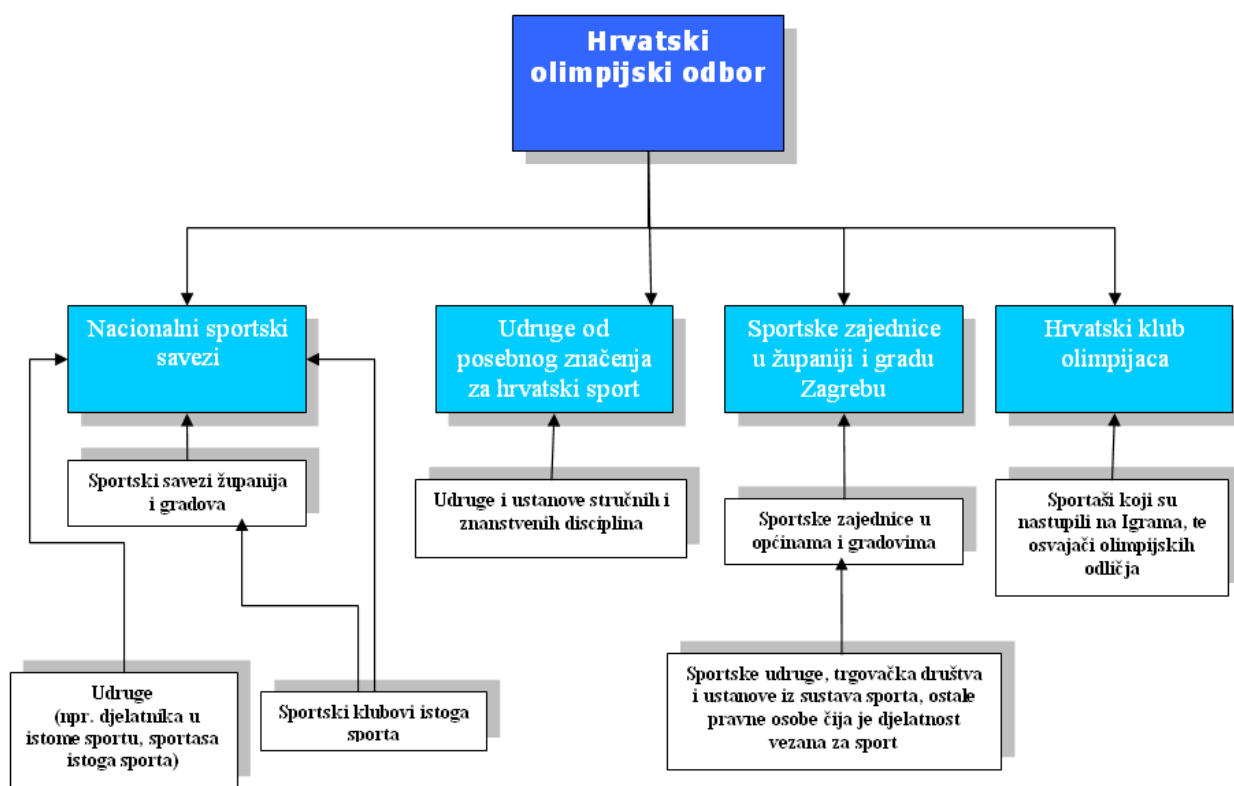 Hrvatski
olimpijski odbor
Nacionalni sportski
savezi
Udruge od
posebnog značenja
za hrvatski sport
Sportske zajednice
u županiji i gradu
Zagrebu
Hrvatski klub
olimpijaca
Sportski savezi županija
i gradova
Udruge i ustanove stručnih i
znanstvenih disciplina
Sportske zajednice u
općinama i gradovima
Sportaši koji su
nastupili na Igrama, te
osvajači olimpijskih
odličja
Udruge
(npr. djelatnika u
istome sportu, sportasa
istoga sporta)
Sportski klubovi istoga
sporta
Sportske udruge, trgovačka društva
i ustanove iz sustava sporta, ostale
pravne osobe čija je djelatnost
vezana za sport